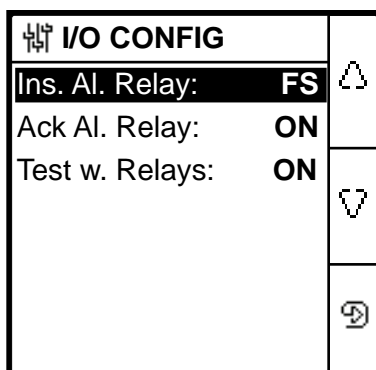 I/O CONFIG
Ins. Al. Relay: FS
Ack Al. Relay: ON
Test w. Relays: ON